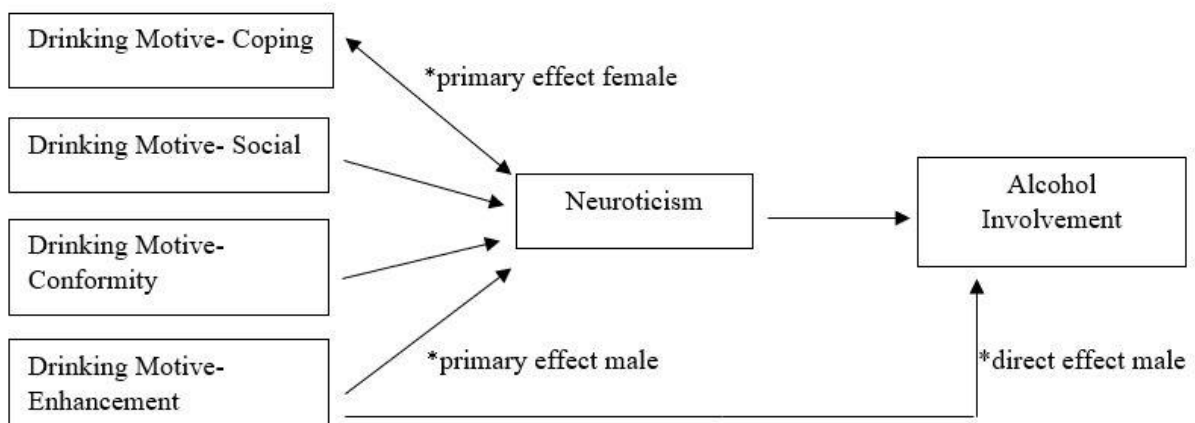 Drinking Motive- Coping
*primary effect female
Drinking Motive- Social
Neuroticism
Alcohol
Involvement
Drinking Motive-
Conformity
Drinking Motive-
Enhancement
*primary effect male
*direct effect male